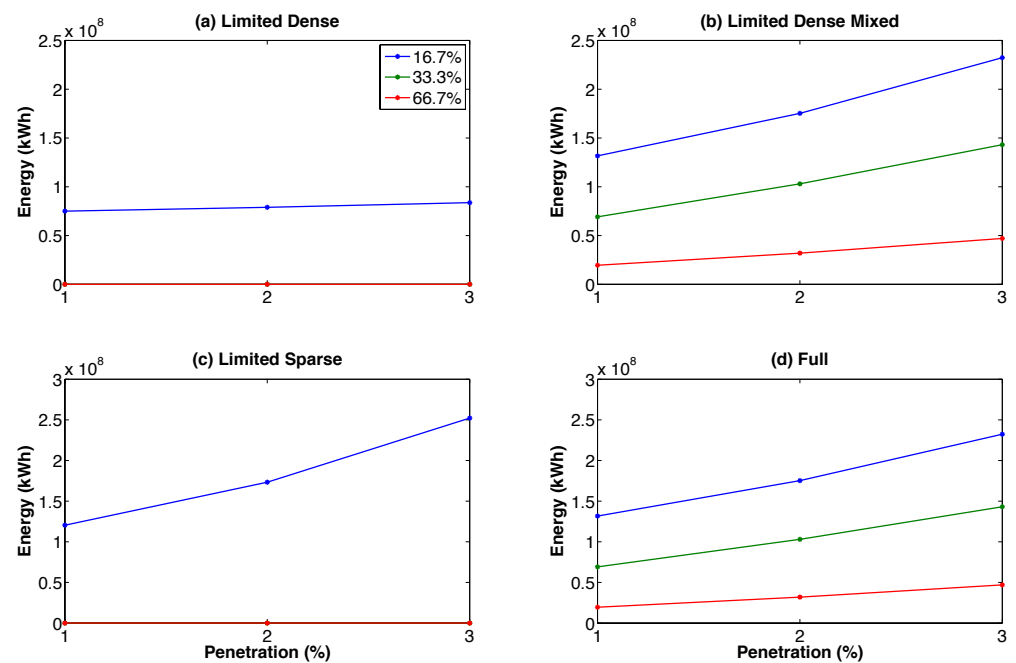 (a) Limited Dense
x 10^8
2.5
2
1.5
1
0.5
0
1 2 3
Energy (kWh)
16.7%
33.3%
66.7%
(b) Limited Dense Mixed
x 10^8
2.5
2
1.5
1
0.5
0
1 2 3
Energy (kWh)
(c) Limited Sparse
x 10^8
3
2.5
2
1.5
1
0.5
0
1 2 3
Energy (kWh)
Penetration (%)
(d) Full
x 10^8
3
2.5
2
1.5
1
0.5
0
1 2 3
Energy (kWh)
Penetration (%)